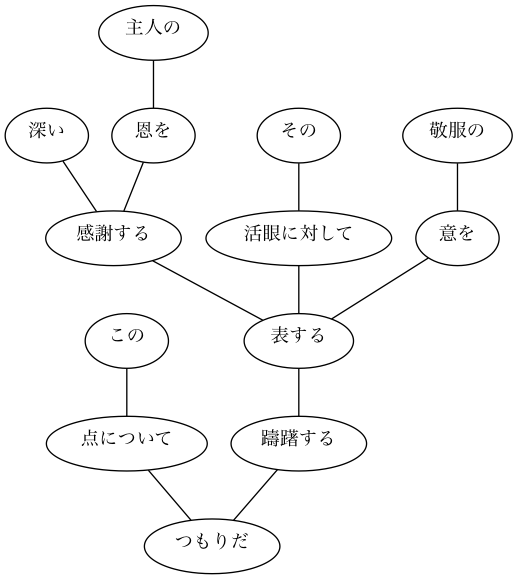 主人の
深い
恩を
その
敬服の
感謝する
活眼に対して
意を
この
表する
点について
躊躇する
つもりだ